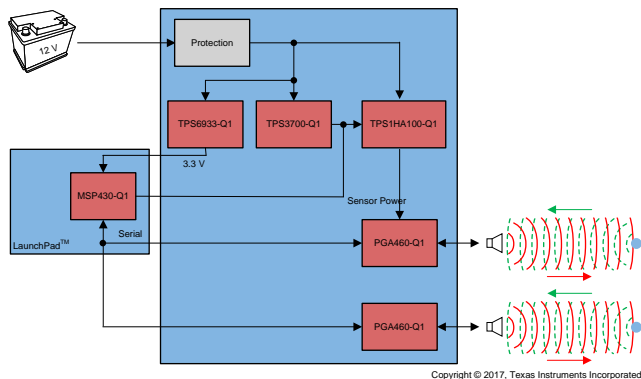 12 V
Protection
TPS6933-Q1
TPS3700-Q1
TPS1HA100-Q1
3.3 V
MSP430-Q1
Sensor Power
Serial
LaunchPad™
PGA460-Q1
PGA460-Q1
Copyright © 2017, Texas Instruments Incorporated